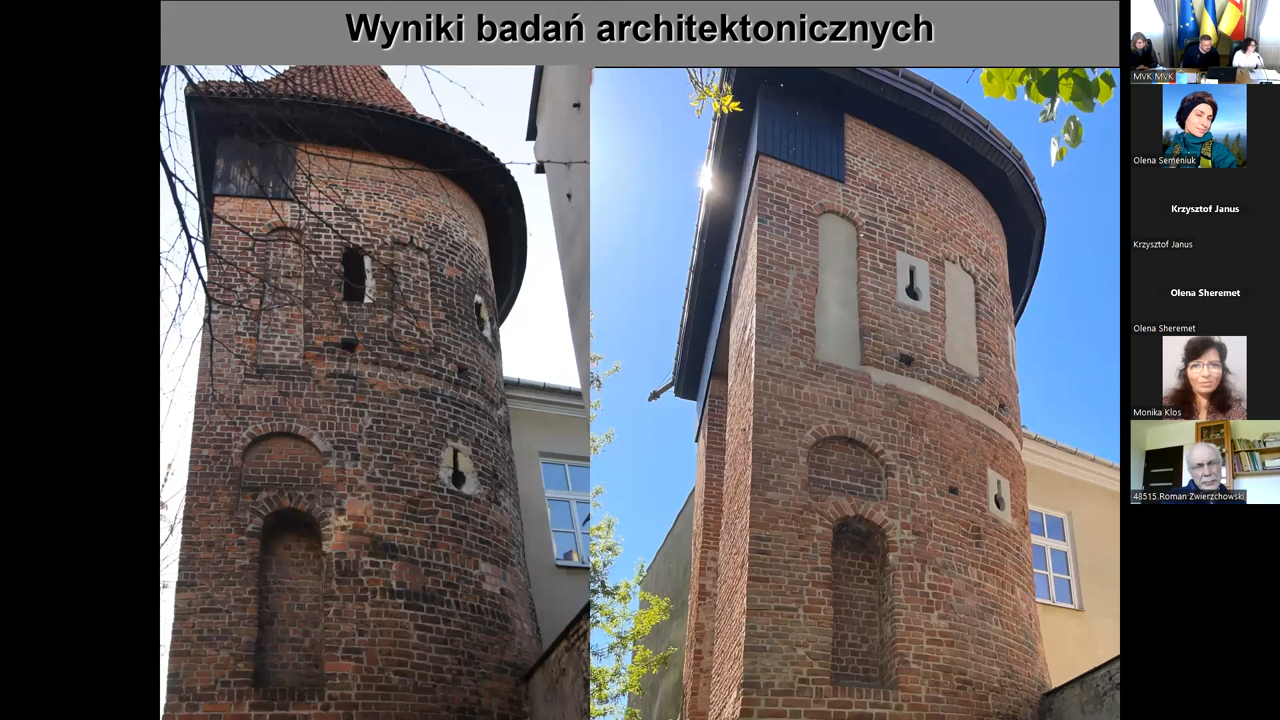 Wyniki badań architektonicznych
MVK MVK
Olena Semeniuk
Krzysztof Janus
Krzysztof Janus
Olena Sheremet
Olena Sheremet
Monika Klos
48515 Roman Zwierzchowski